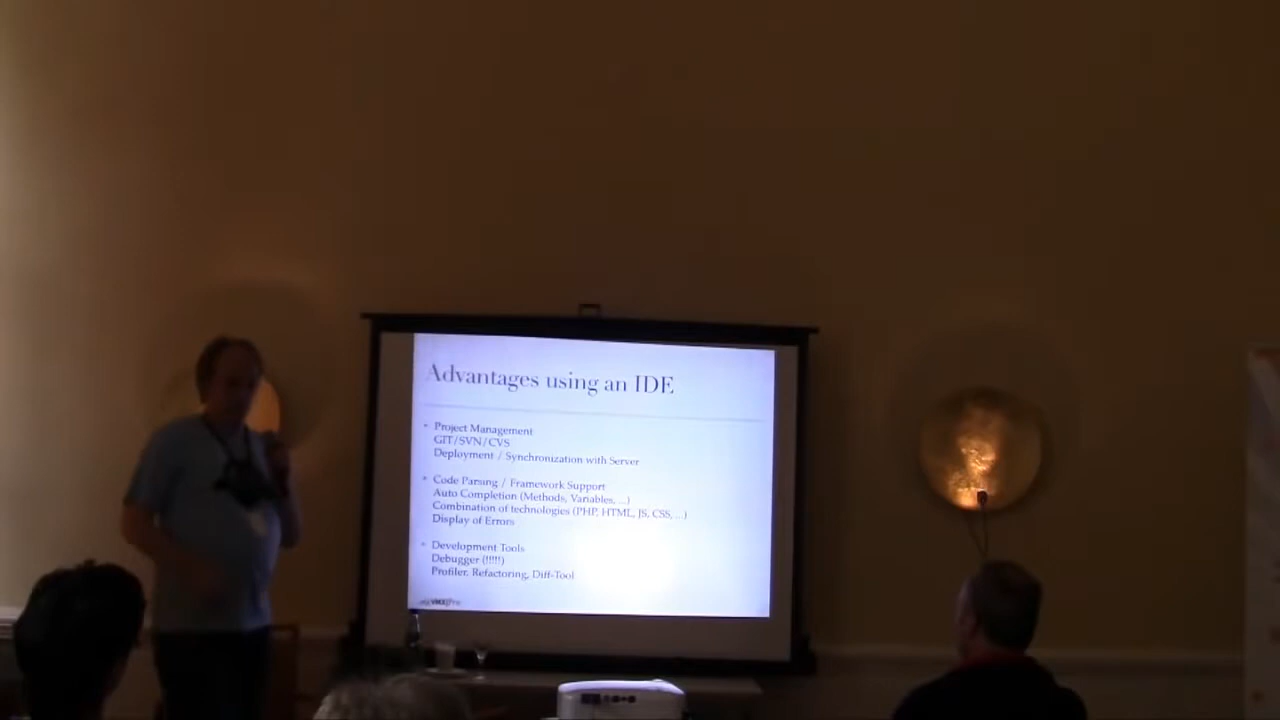 Advantages using an IDE
Project Management
GIT/SVN/CVS
Deployment / Synchronization with Server
Code Parsing / Framework Support
Auto Completion (Methods, Variables, ...)
Combination of technologies (PHP, HTML, JS, CSS, ...)
Display of Errors
Development Tools
Debugger (!!!!!)
Profiler, Refactoring, Diff-Tool